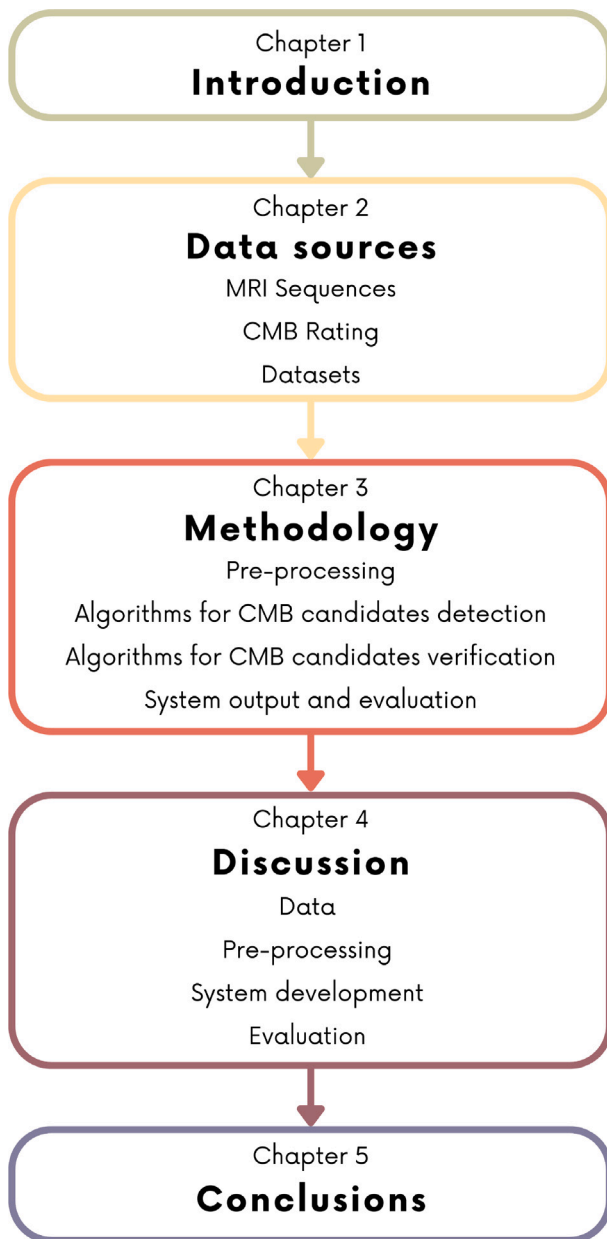 Chapter 1
Introduction
Chapter 2
Data sources
MRI Sequences
CMB Rating
Datasets
Chapter 3
Methodology
Pre-processing
Algorithms for CMB candidates detection
Algorithms for CMB candidates verification
System output and evaluation
Chapter 4
Discussion
Data
Pre-processing
System development
Evaluation
Chapter 5
Conclusions